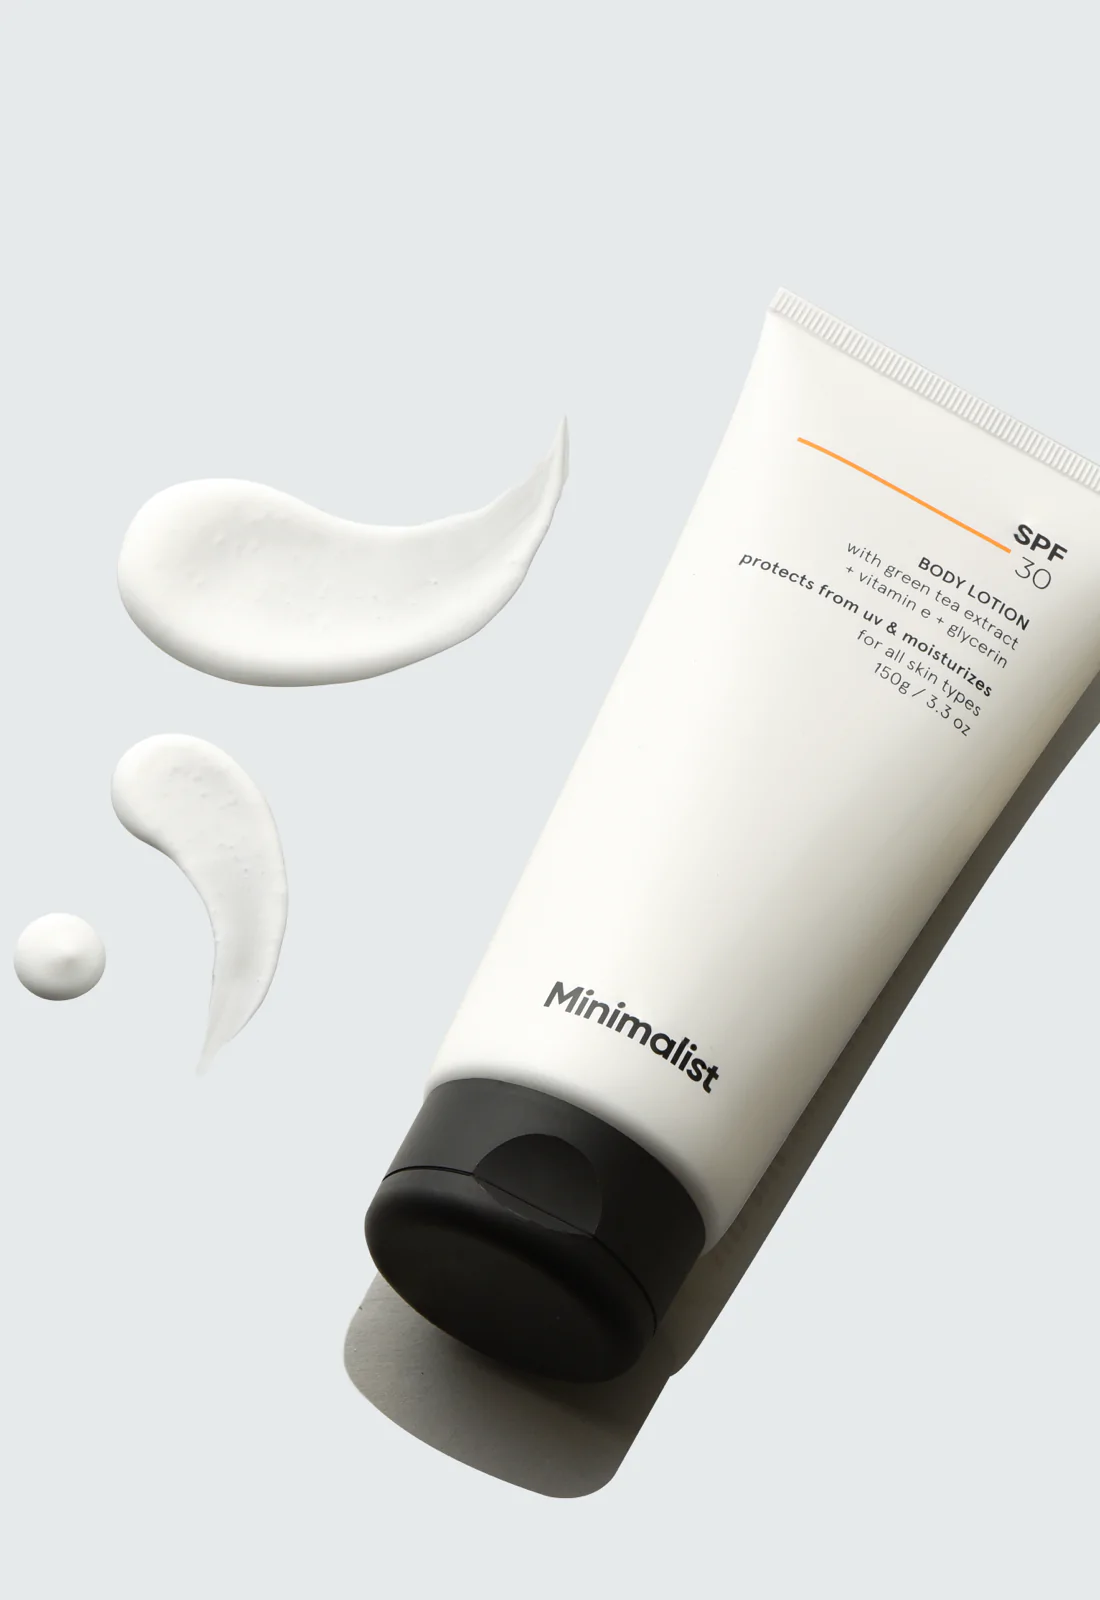 SPF
30
BODY LOTION
with green tea extract
+ vitamin e + glycerin
protects from uv & moisturizes
for all skin types
150g / 3.3 oz
Minimalist